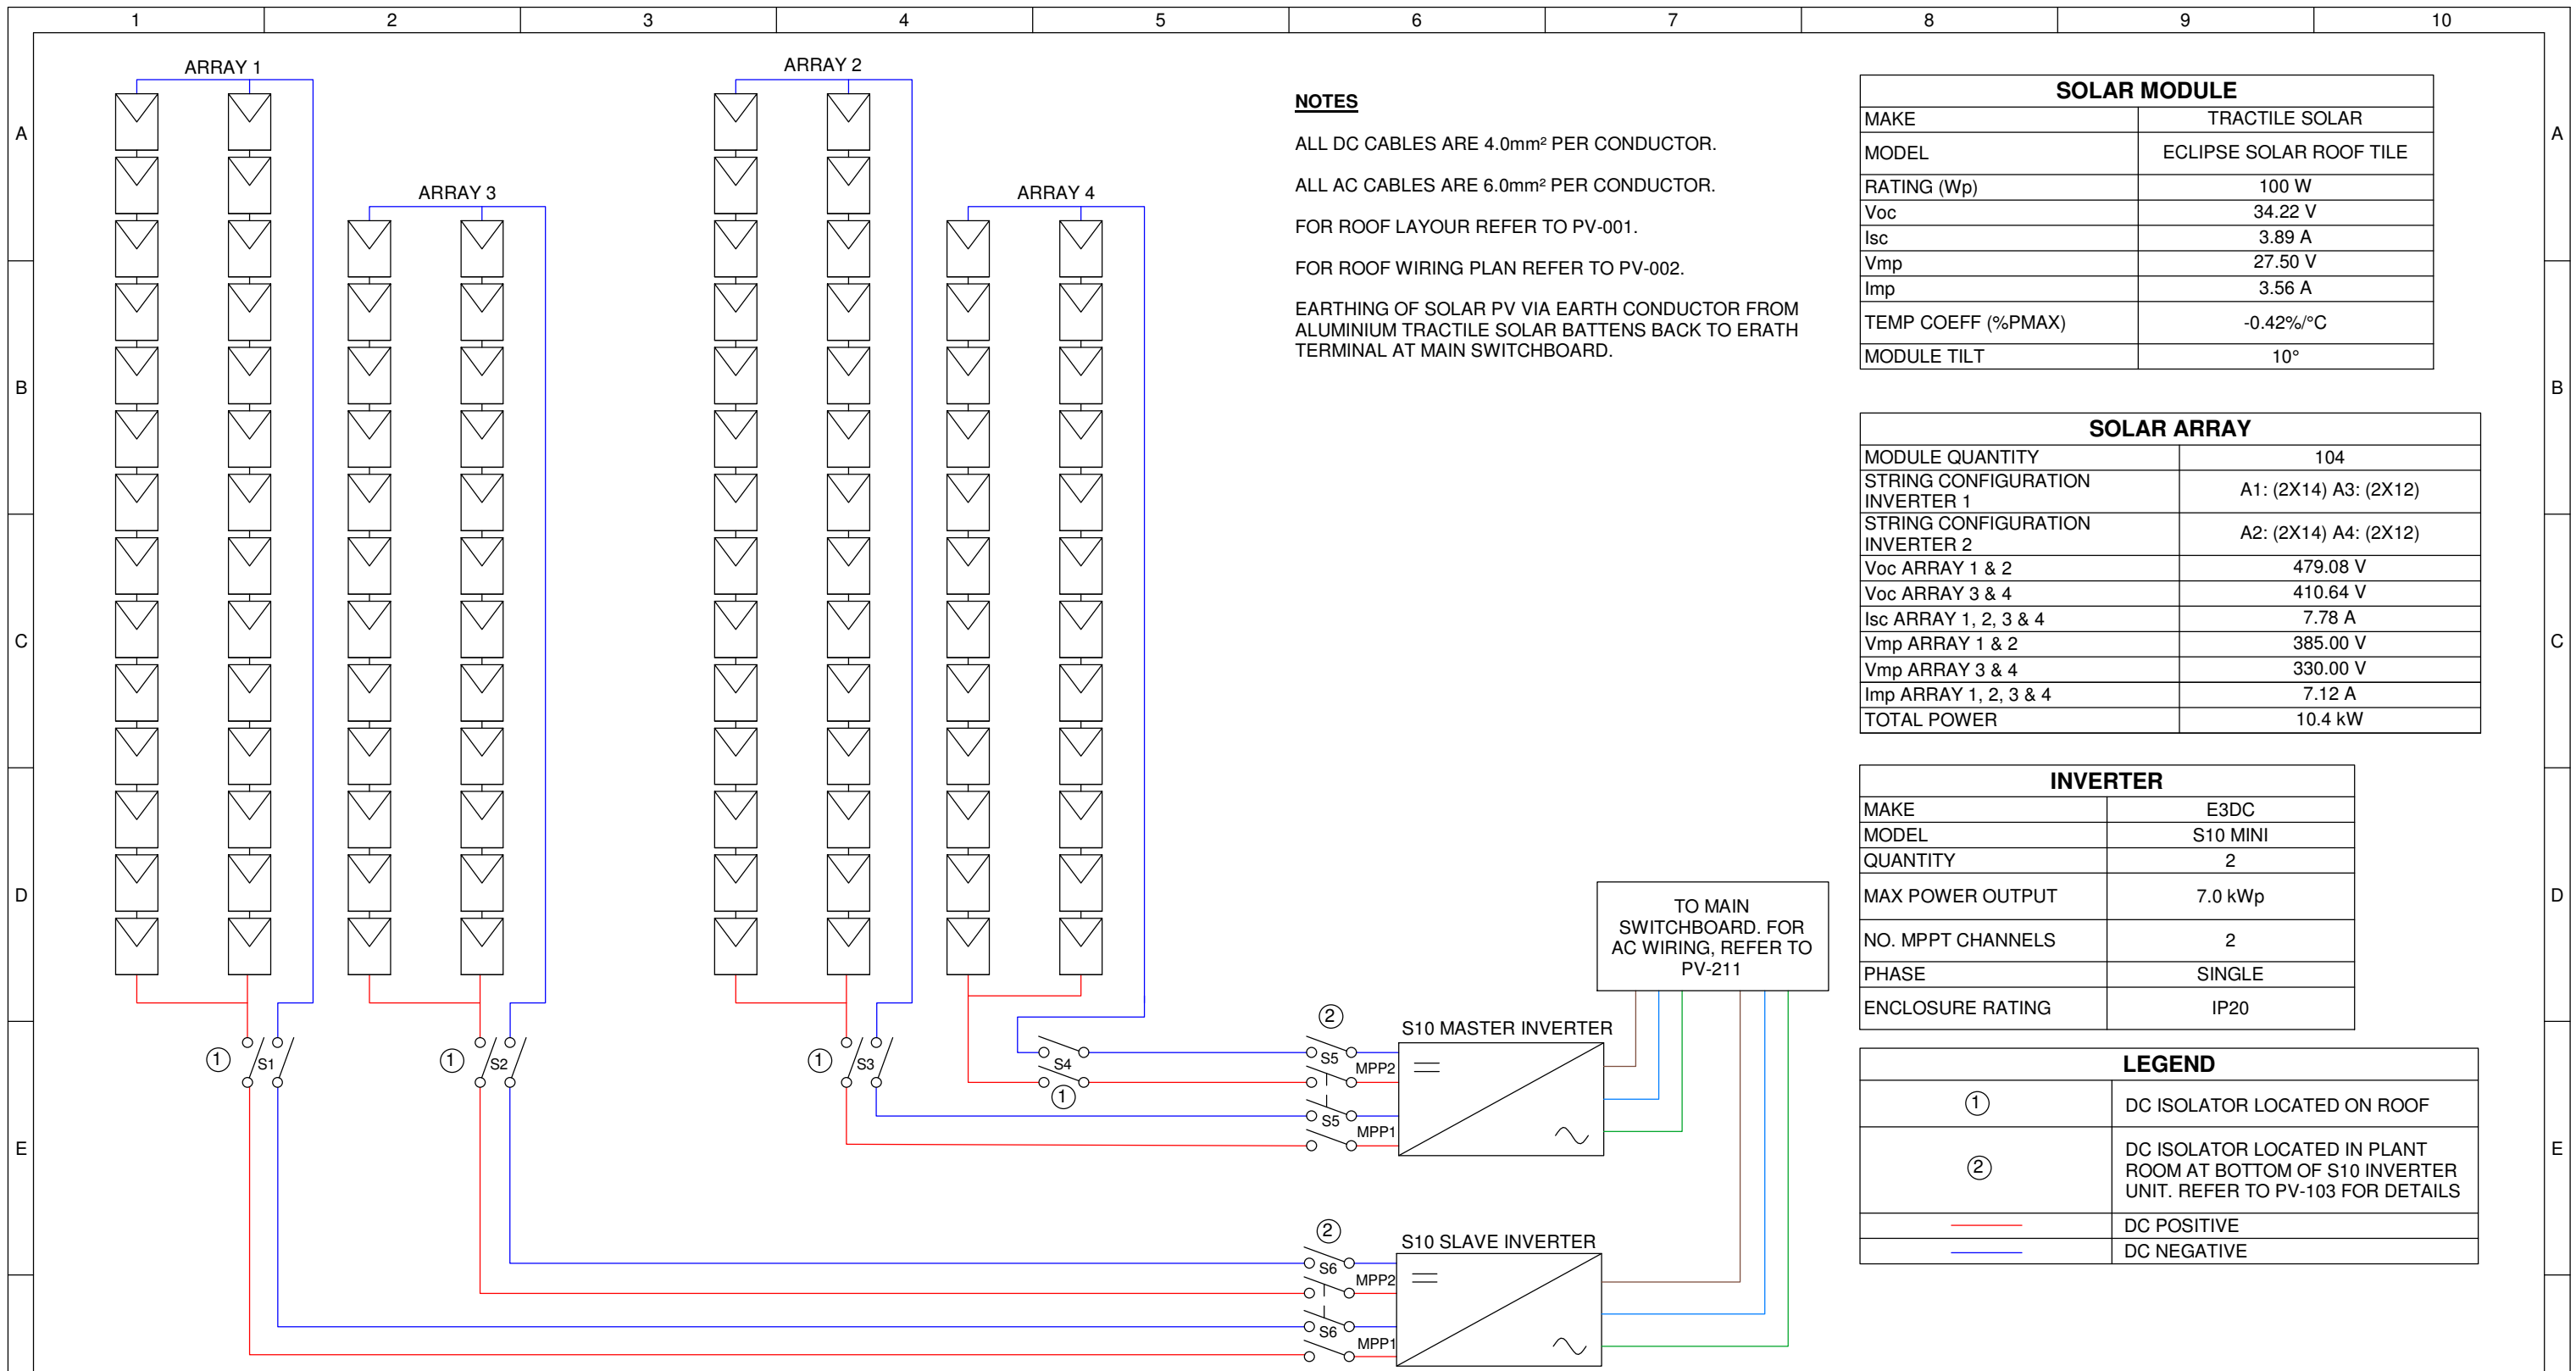 1 2 3 4 5 6 7 8 9 10
A
B
C
D
E
A
B
C
D
E
ARRAY 1
ARRAY 2
ARRAY 3
ARRAY 4
NOTES
ALL DC CABLES ARE 4.0mm² PER CONDUCTOR.
ALL AC CABLES ARE 6.0mm² PER CONDUCTOR.
FOR ROOF LAYOUR REFER TO PV-001.
FOR ROOF WIRING PLAN REFER TO PV-002.
EARTHING OF SOLAR PV VIA EARTH CONDUCTOR FROM
ALUMINIUM TRACTILE SOLAR BATTENS BACK TO ERATH
TERMINAL AT MAIN SWITCHBOARD.
SOLAR MODULE
MAKE TRACTILE SOLAR
MODEL ECLIPSE SOLAR ROOF TILE
RATING (Wp) 100 W
Voc 34.22 V
Isc 3.89 A
Vmp 27.50 V
Imp 3.56 A
TEMP COEFF (%PMAX) -0.42%/°C
MODULE TILT 10°
SOLAR ARRAY
MODULE QUANTITY 104
STRING CONFIGURATION
INVERTER 1
A1: (2X14) A3: (2X12)
STRING CONFIGURATION
INVERTER 2
A2: (2X14) A4: (2X12)
Voc ARRAY 1 & 2 479.08 V
Voc ARRAY 3 & 4 410.64 V
Isc ARRAY 1, 2, 3 & 4 7.78 A
Vmp ARRAY 1 & 2 385.00 V
Vmp ARRAY 3 & 4 330.00 V
Imp ARRAY 1, 2, 3 & 4 7.12 A
TOTAL POWER 10.4 kW
INVERTER
MAKE E3DC
MODEL S10 MINI
QUANTITY 2
MAX POWER OUTPUT 7.0 kWp
NO. MPPT CHANNELS 2
PHASE SINGLE
ENCLOSURE RATING IP20
LEGEND
1 DC ISOLATOR LOCATED ON ROOF
2
DC ISOLATOR LOCATED IN PLANT
ROOM AT BOTTOM OF S10 INVERTER
UNIT. REFER TO PV-103 FOR DETAILS
DC POSITIVE
DC NEGATIVE
TO MAIN
SWITCHBOARD. FOR
AC WIRING, REFER TO
PV-211
1 S1
1 S2
1 S3
S4
1
2
S5
MPP2
S5
MPP1
S10 MASTER INVERTER
2
S6
MPP2
S6
MPP1
S10 SLAVE INVERTER